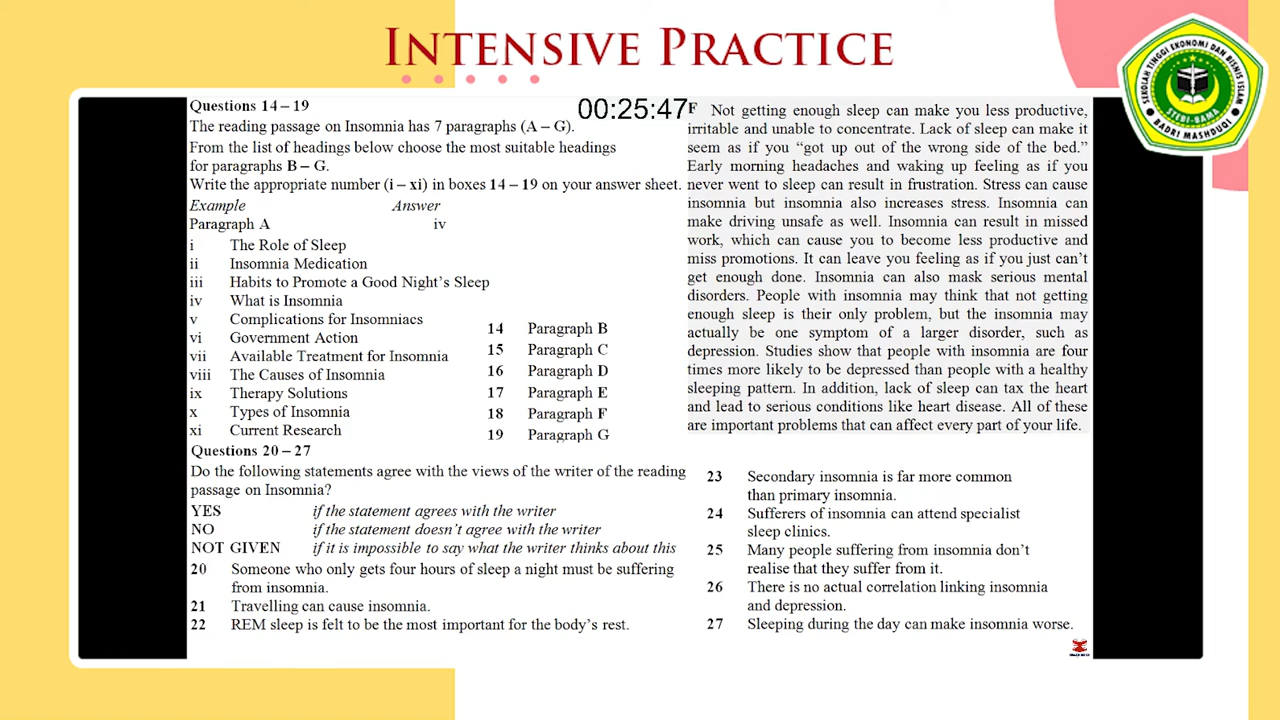 INTENSIVE PRACTICE
SEKOLAH TINGGI EKONOMI DAN BISNIS ISLAM
STEBI-BAMA
BADRI MASHDUQI
00:25:47
Questions 14 – 19
The reading passage on Insomnia has 7 paragraphs (A – G).
From the list of headings below choose the most suitable headings
for paragraphs B – G.
Write the appropriate number (i – xi) in boxes 14 – 19 on your answer sheet.
Example Answer
Paragraph A iv
i The Role of Sleep
ii Insomnia Medication
iii Habits to Promote a Good Night's Sleep
iv What is Insomnia
v Complications for Insomniacs
vi Government Action
vii Available Treatment for Insomnia
viii The Causes of Insomnia
ix Therapy Solutions
x Types of Insomnia
xi Current Research
14 Paragraph B
15 Paragraph C
16 Paragraph D
17 Paragraph E
18 Paragraph F
19 Paragraph G
Questions 20 – 27
Do the following statements agree with the views of the writer of the reading
passage on Insomnia?
YES if the statement agrees with the writer
NO if the statement doesn't agree with the writer
NOT GIVEN if it is impossible to say what the writer thinks about this
20 Someone who only gets four hours of sleep a night must be suffering
from insomnia.
21 Travelling can cause insomnia.
22 REM sleep is felt to be the most important for the body's rest.
F Not getting enough sleep can make you less productive,
irritable and unable to concentrate. Lack of sleep can make it
seem as if you “got up out of the wrong side of the bed.”
Early morning headaches and waking up feeling as if you
never went to sleep can result in frustration. Stress can cause
insomnia but insomnia also increases stress. Insomnia can
make driving unsafe as well. Insomnia can result in missed
work, which can cause you to become less productive and
miss promotions. It can leave you feeling as if you just can't
get enough done. Insomnia can also mask serious mental
disorders. People with insomnia may think that not getting
enough sleep is their only problem, but the insomnia may
actually be one symptom of a larger disorder, such as
depression. Studies show that people with insomnia are four
times more likely to be depressed than people with a healthy
sleeping pattern. In addition, lack of sleep can tax the heart
and lead to serious conditions like heart disease. All of these
are important problems that can affect every part of your life.
23 Secondary insomnia is far more common
than primary insomnia.
24 Sufferers of insomnia can attend specialist
sleep clinics.
25 Many people suffering from insomnia don't
realise that they suffer from it.
26 There is no actual correlation linking insomnia
and depression.
27 Sleeping during the day can make insomnia worse.